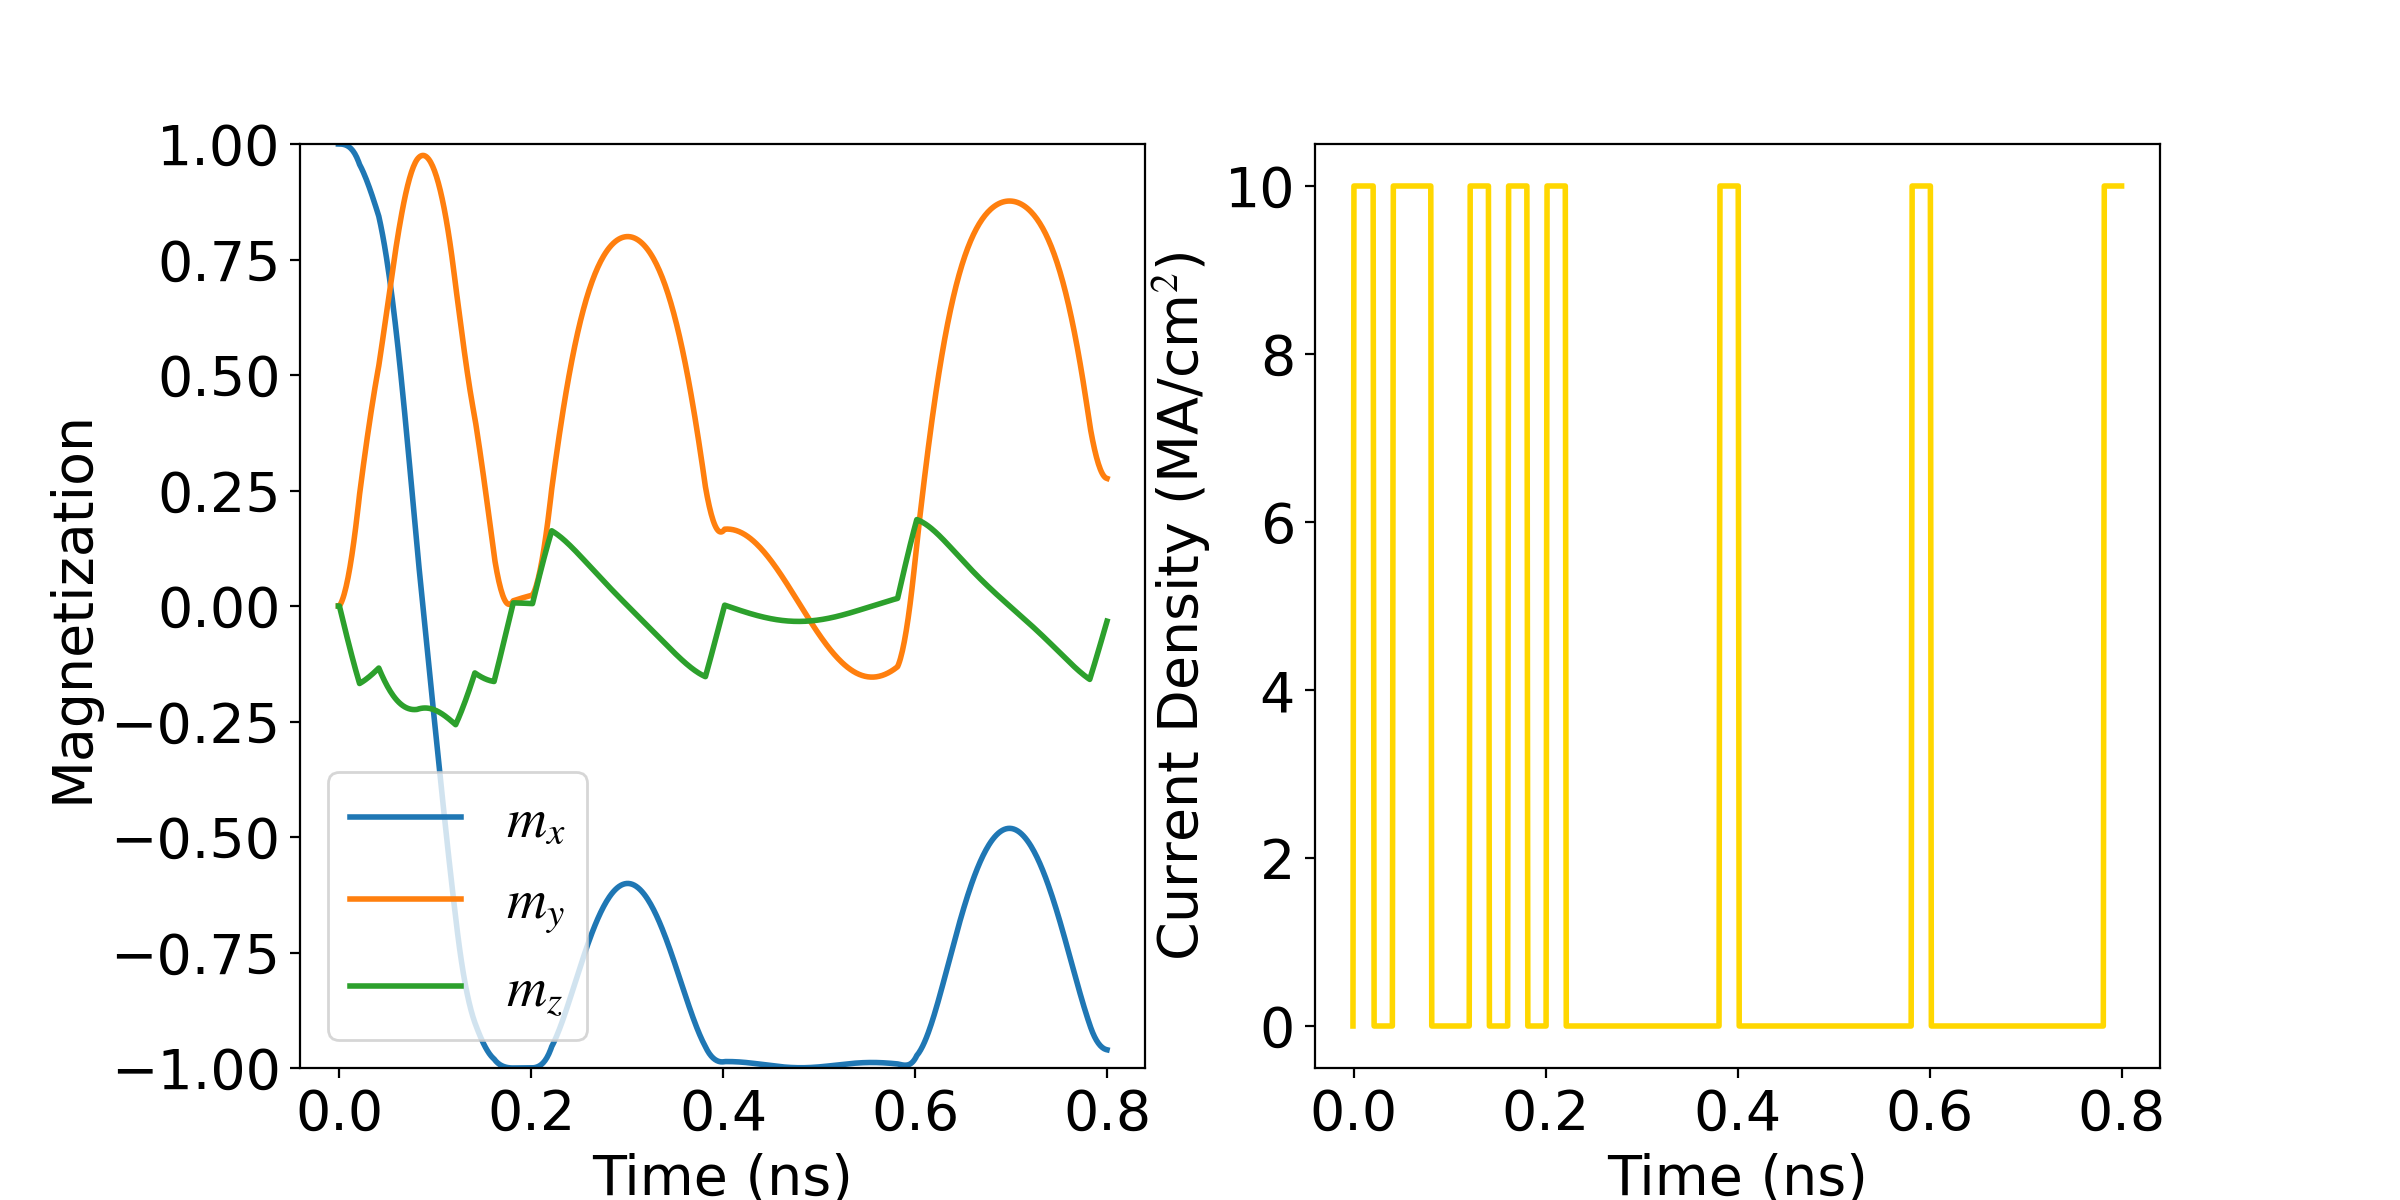 1.00
0.75
0.50
0.25
0.00
−0.25
−0.50
−0.75
−1.00
Magnetization
m_x
m_y
m_z
0.0 0.2 0.4 0.6 0.8
Time (ns)
10
8
6
4
2
0
Current Density (MA/cm²)
0.0 0.2 0.4 0.6 0.8
Time (ns)